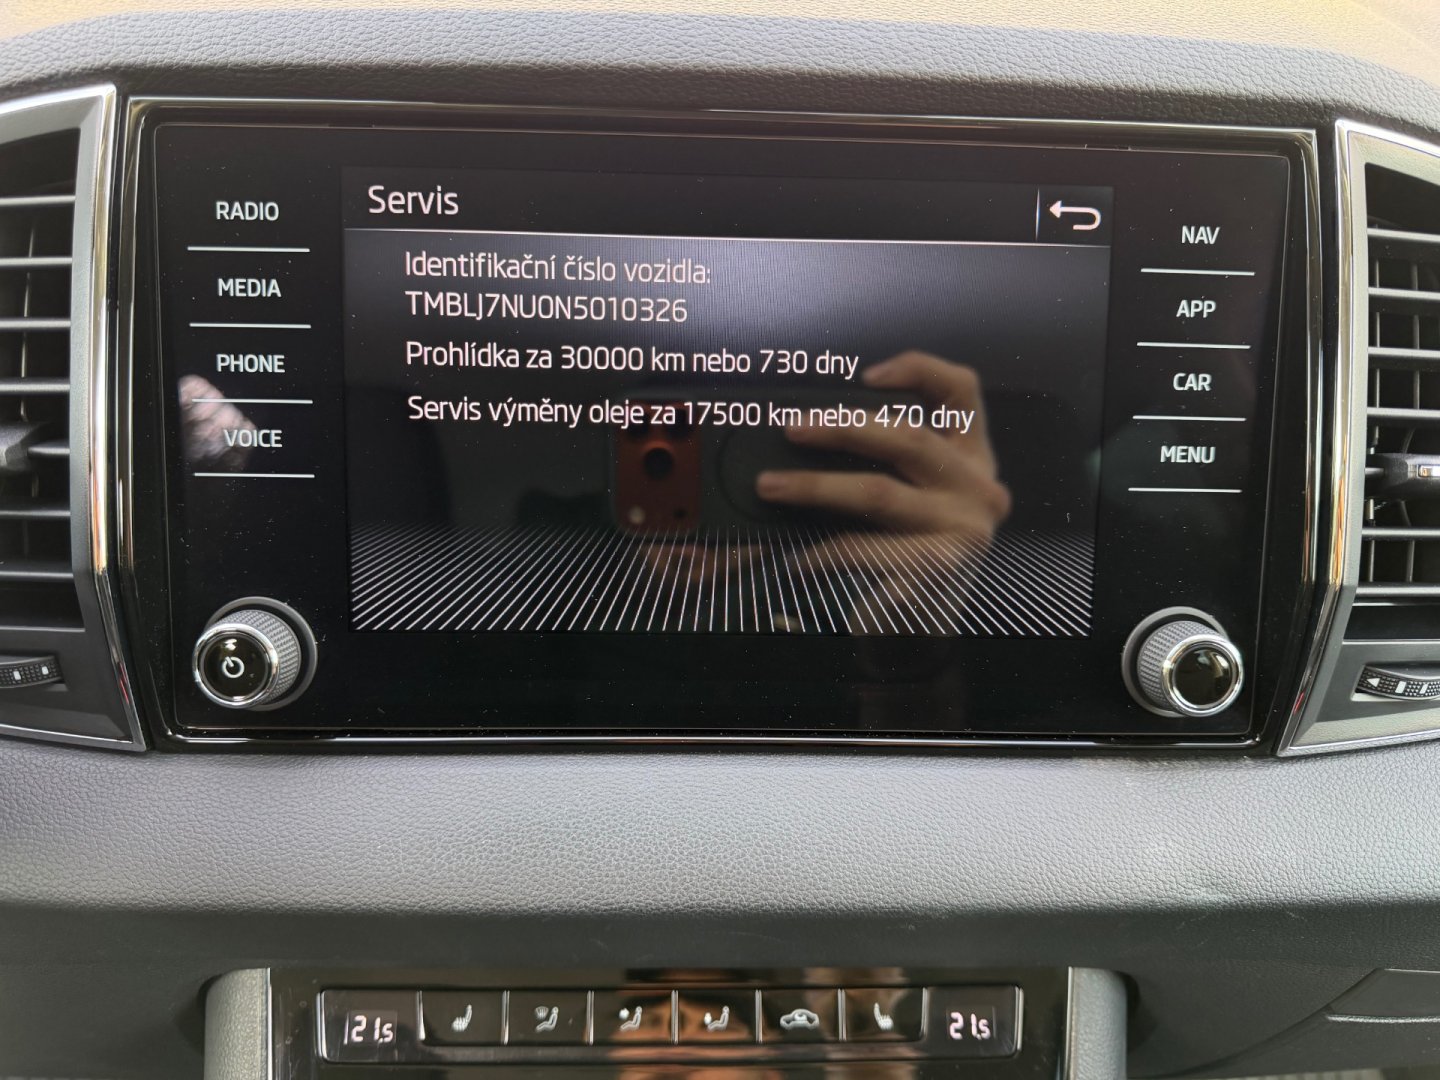 Servis
RADIO
MEDIA
PHONE
VOICE
Identifikační číslo vozidla:
TMBLJ7NU0N5010326
Prohlídka za 30000 km nebo 730 dny
Servis výměny oleje za 17500 km nebo 470 dny
NAV
APP
CAR
MENU
21.5
21.5